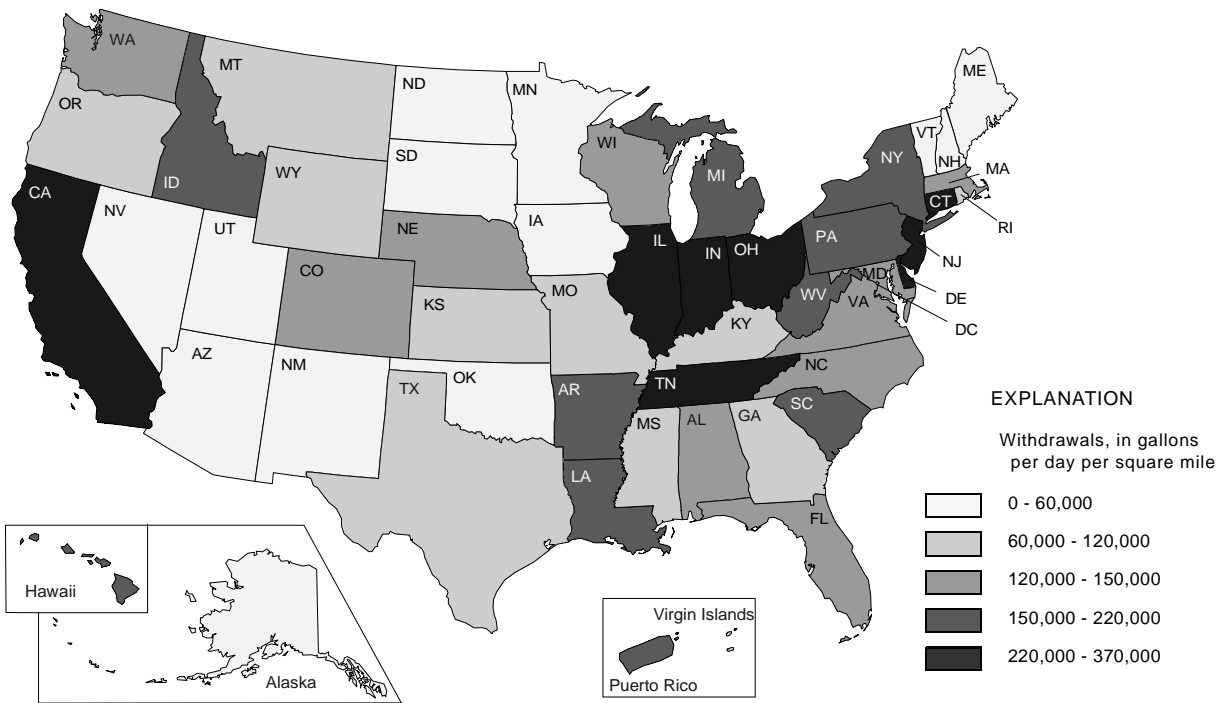 WA
MT
ND
MN
ME
OR
ID
WY
SD
WI
MI
NY
VT
NH
MA
CT
RI
CA
NV
UT
CO
NE
IA
IL
IN
OH
PA
NJ
MD
DE
DC
WV
VA
KS
MO
KY
AZ
NM
OK
TX
AR
TN
NC
SC
MS
AL
GA
LA
FL
Hawaii
Alaska
Virgin Islands
Puerto Rico
EXPLANATION
Withdrawals, in gallons
per day per square mile
0 - 60,000
60,000 - 120,000
120,000 - 150,000
150,000 - 220,000
220,000 - 370,000